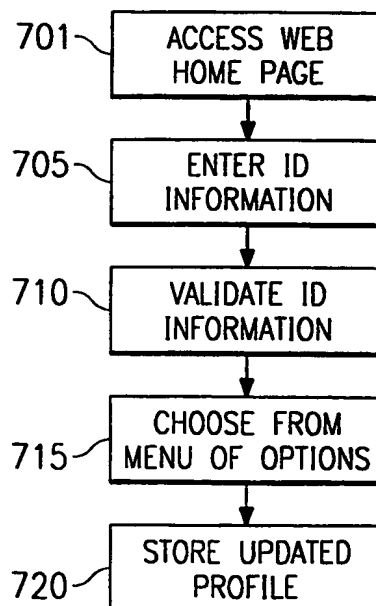 701
ACCESS WEB
HOME PAGE
705
ENTER ID
INFORMATION
710
VALIDATE ID
INFORMATION
715
CHOOSE FROM
MENU OF OPTIONS
720
STORE UPDATED
PROFILE